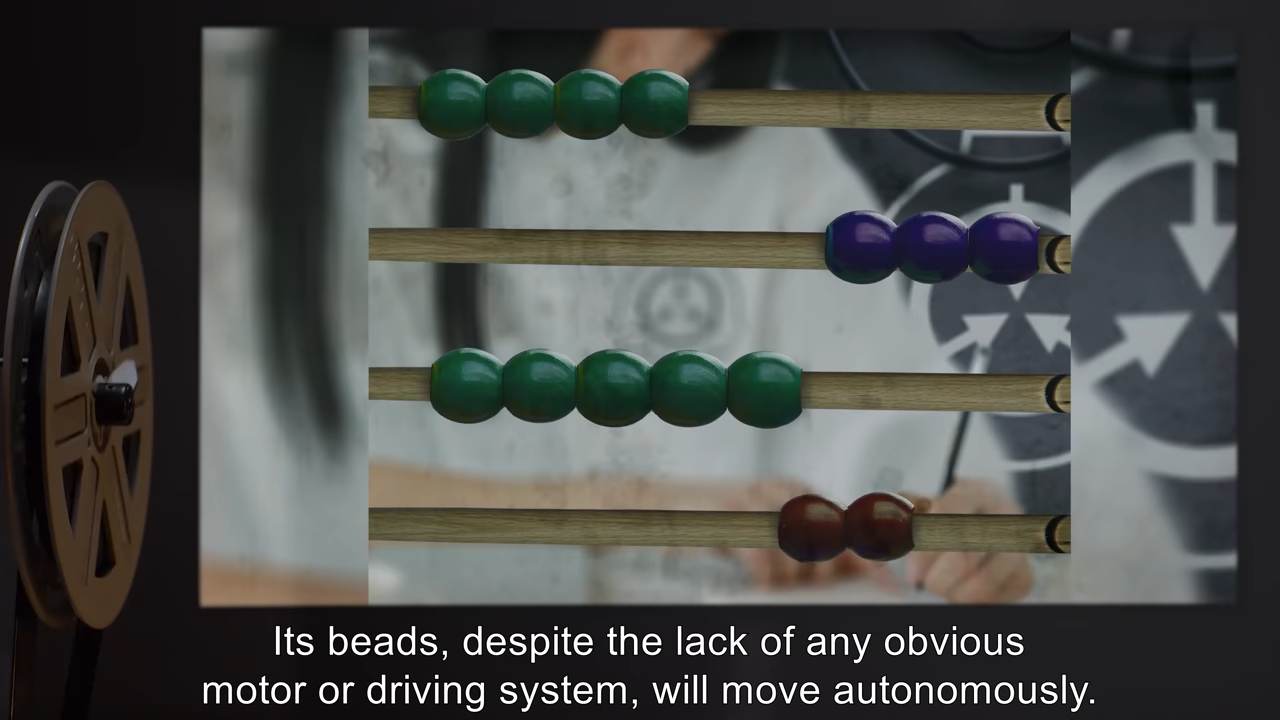 Its beads, despite the lack of any obvious
motor or driving system, will move autonomously.